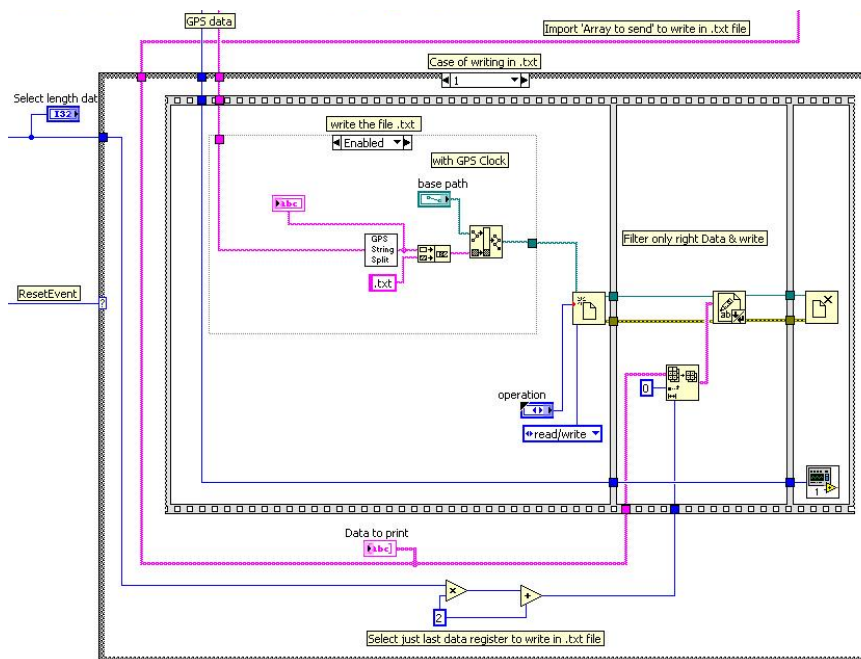 GPS data
Import 'Array to send' to write in .txt file
Case of writing in .txt
1
Select length dat
I32
write the file .txt
Enabled
with GPS Clock
base path
abc
GPS
String
Split
.txt
Filter only right Data & write
ResetEvent
?
ab
0
operation
read/write
1
Data to print
abc
2
Select just last data register to write in .txt file